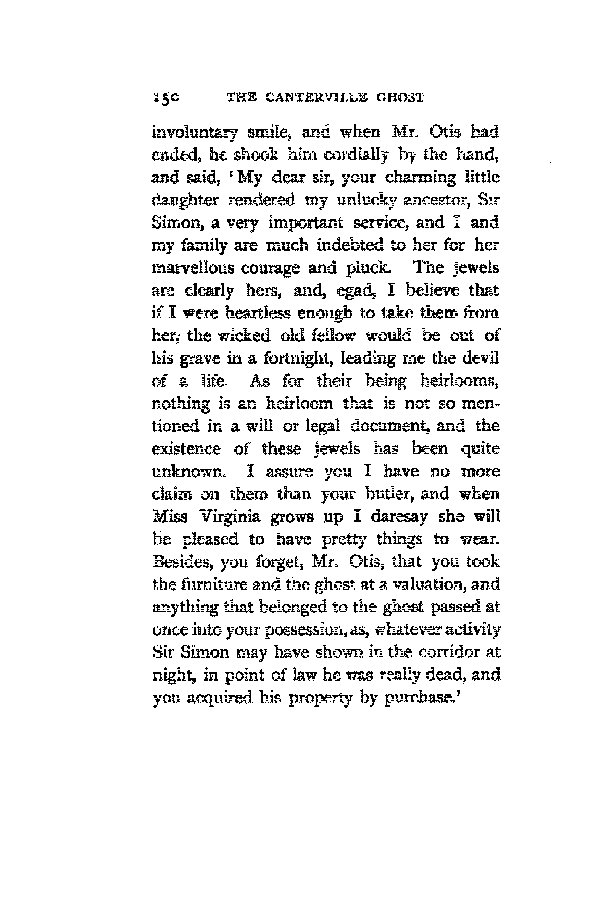 150 THE CANTERVILLE GHOST
involuntary smile, and when Mr. Otis had
ended, he shook him cordially by the hand,
and said, 'My dear sir, your charming little
daughter rendered my unlucky ancestor, Sir
Simon, a very important service, and I and
my family are much indebted to her for her
marvellous courage and pluck. The jewels
are clearly hers, and, egad, I believe that
if I were heartless enough to take them from
her, the wicked old fellow would be out of
his grave in a fortnight, leading me the devil
of a life. As for their being heirlooms,
nothing is an heirloom that is not so men-
tioned in a will or legal document, and the
existence of these jewels has been quite
unknown. I assure you I have no more
claim on them than your butler, and when
Miss Virginia grows up I daresay she will
be pleased to have pretty things to wear.
Besides, you forget, Mr. Otis, that you took
the furniture and the ghost at a valuation, and
anything that belonged to the ghost passed at
once into your possession, as, whatever activity
Sir Simon may have shown in the corridor at
night, in point of law he was really dead, and
you acquired his property by purchase.'